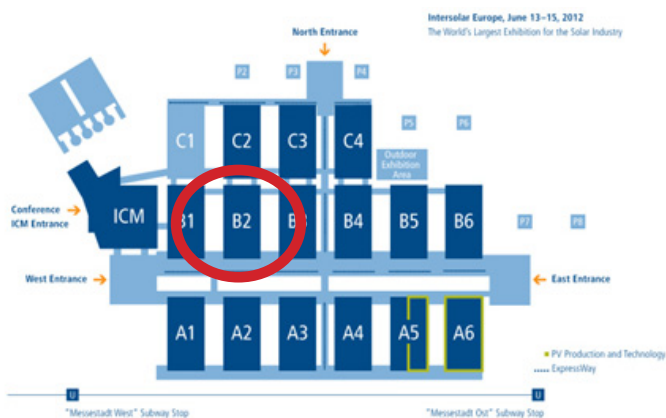 Intersolar Europe, June 13–15, 2012
The World's Largest Exhibition for the Solar Industry
North Entrance
P2 P3 P4
C1 C2 C3 C4
P5 P6
Outdoor
Exhibition
Area
Conference
ICM Entrance
ICM
B1 B2 B3 B4 B5 B6
P7 P8
West Entrance
East Entrance
A1 A2 A3 A4 A5 A6
PV Production and Technology
ExpressWay
U U
"Messestadt West" Subway Stop
"Messestadt Ost" Subway Stop